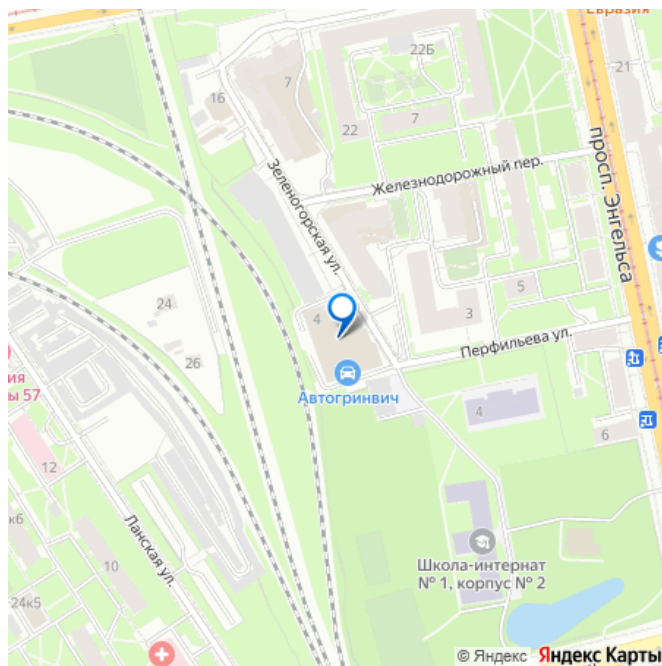 Евразия
22Б
7
21
16
просп. Энгельса
22
7
Железнодорожный пер.
Зеленогорская ул.
24
5
4
3
Перфильева ул.
26
Автогринвич
ы 57
4
6
12
к6
Ланская ул.
10
Школа-интернат
№ 1, корпус № 2
24к5
© Яндекс
Яндекс Карты